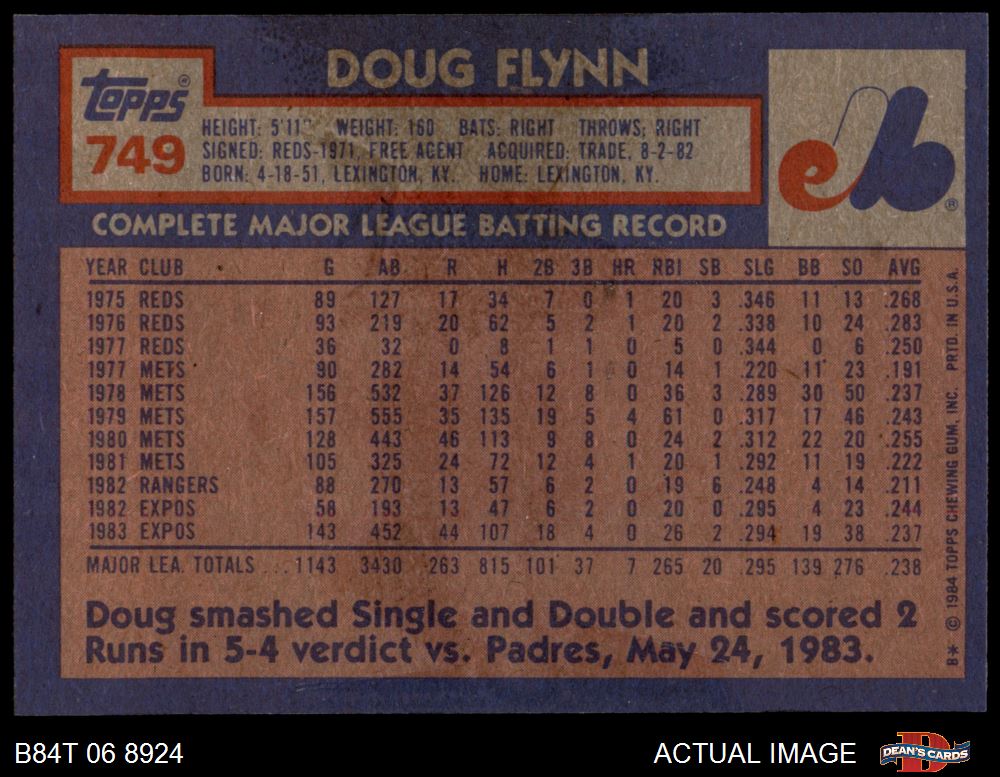 DOUG FLYNN
Topps®
749
HEIGHT: 5'11" WEIGHT: 160 BATS: RIGHT THROWS: RIGHT
SIGNED: REDS-1971, FREE AGENT ACQUIRED: TRADE, 8-2-82
BORN: 4-18-51, LEXINGTON, KY. HOME: LEXINGTON, KY.
eb®
COMPLETE MAJOR LEAGUE BATTING RECORD
YEAR CLUB G AB R H 2B 3B HR RBI SB SLG BB SO AVG
1975 REDS 89 127 17 34 7 0 1 20 3 .346 11 13 .268
1976 REDS 93 219 20 62 5 2 1 20 2 .338 10 24 .283
1977 REDS 36 32 0 8 1 1 0 5 0 .344 0 6 .250
1977 METS 90 282 14 54 6 1 0 14 1 .220 11 23 .191
1978 METS 156 532 37 126 12 8 0 36 3 .289 30 50 .237
1979 METS 157 555 35 135 19 5 4 61 0 .317 17 46 .243
1980 METS 128 443 46 113 9 8 0 24 2 .312 22 20 .255
1981 METS 105 325 24 72 12 4 1 20 1 .292 11 19 .222
1982 RANGERS 88 270 13 57 6 2 0 19 6 .248 4 14 .211
1982 EXPOS 58 193 13 47 6 2 0 20 0 .295 4 23 .244
1983 EXPOS 143 452 44 107 18 4 0 26 2 .294 19 38 .237
MAJOR LEA. TOTALS ...1143 3430 263 815 101 37 7 265 20 .295 139 276 .238
Doug smashed Single and Double and scored 2
Runs in 5-4 verdict vs. Padres, May 24, 1983.
B* © 1984 TOPPS CHEWING GUM, INC. PRTD. IN U.S.A.
B84T 06 8924
ACTUAL IMAGE
DEAN'S CARDS